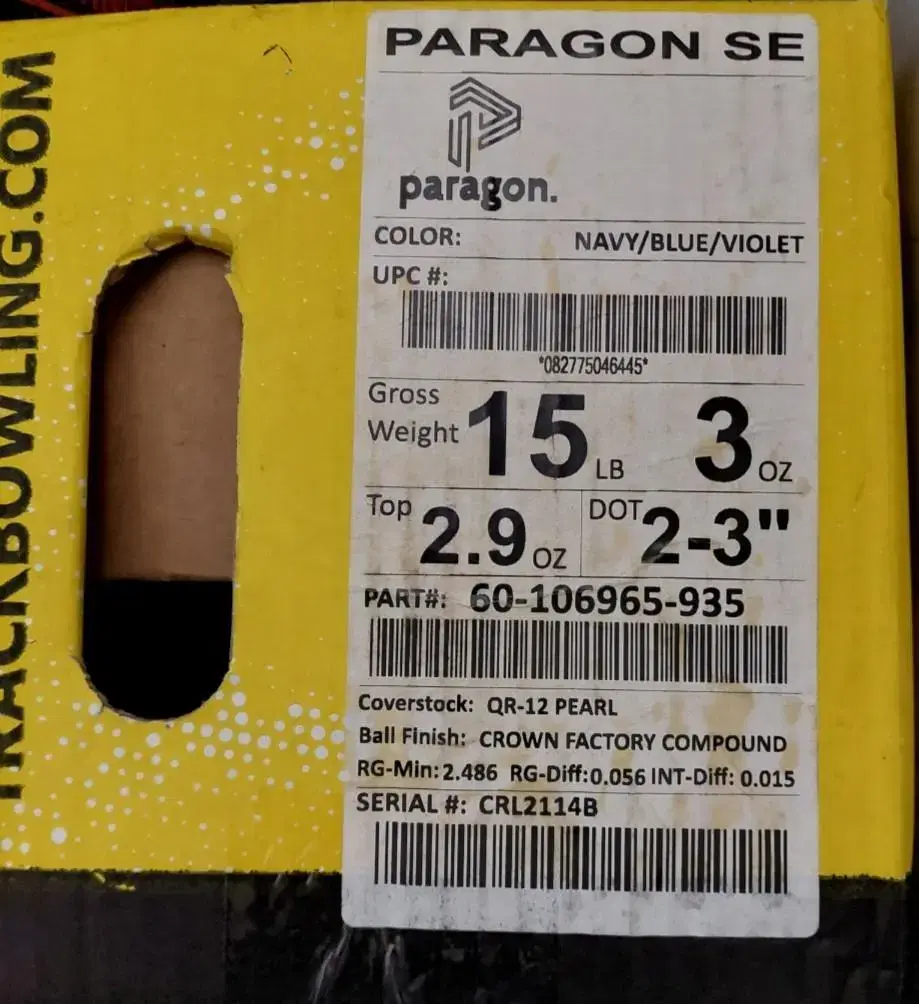 TRACKBOWLING.COM
PARAGON SE
paragon.
COLOR: NAVY/BLUE/VIOLET
UPC #:
*082775046445*
Gross Weight 15 LB 3 OZ
Top 2.9 OZ DOT 2-3"
PART#: 60-106965-935
Coverstock: QR-12 PEARL
Ball Finish: CROWN FACTORY COMPOUND
RG-Min: 2.486 RG-Diff:0.056 INT-Diff: 0.015
SERIAL #: CRL2114B